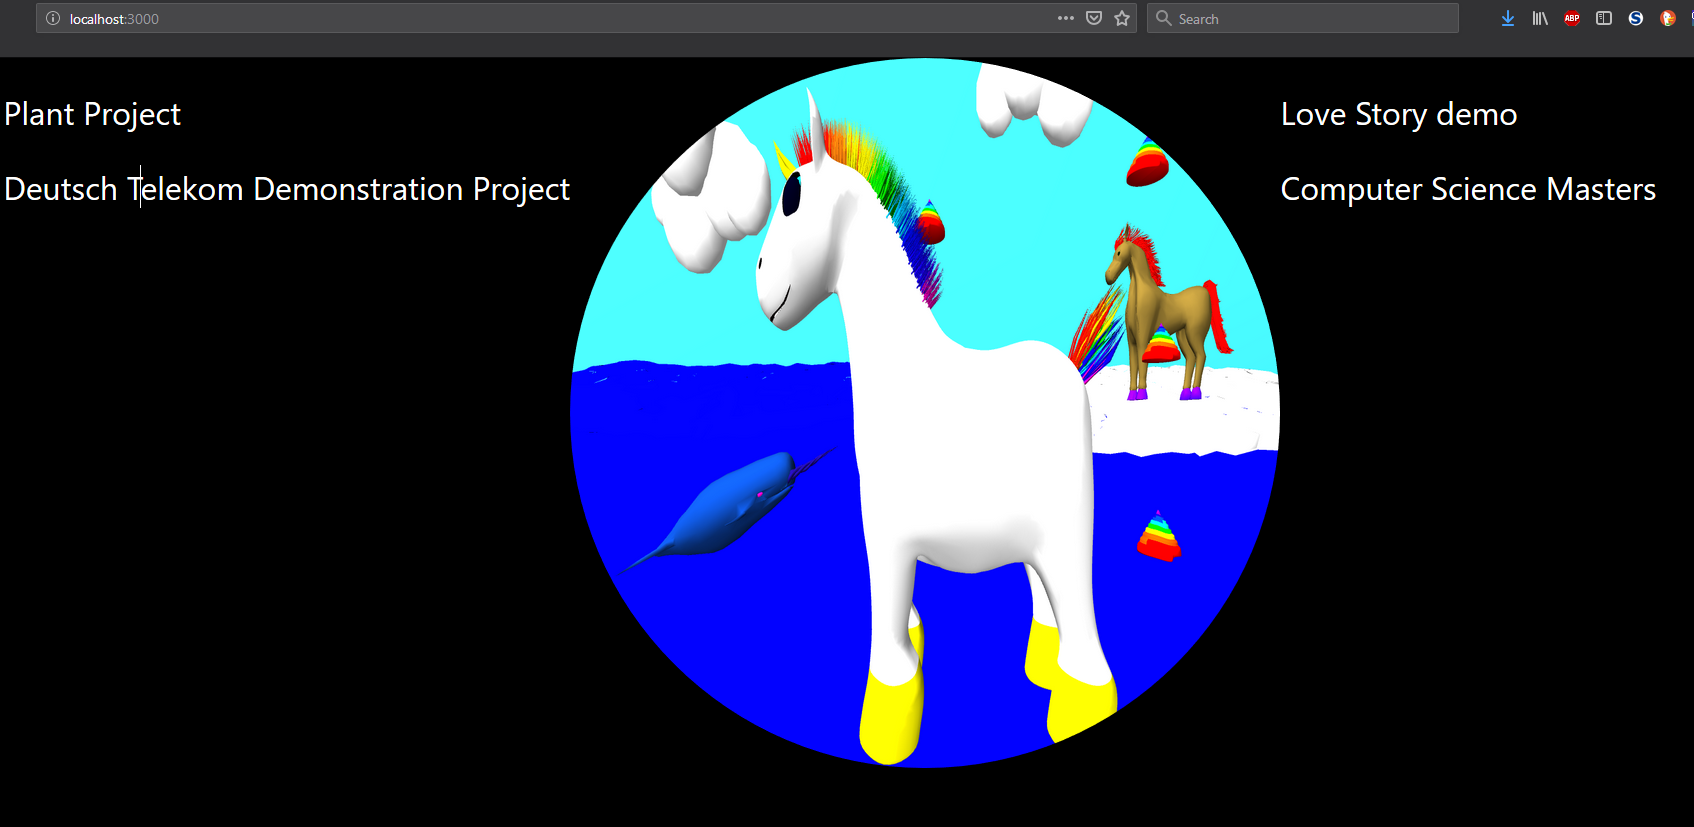 localhost:3000
Search
ABP
S
Plant Project
Deutsch Telekom Demonstration Project
Love Story demo
Computer Science Masters